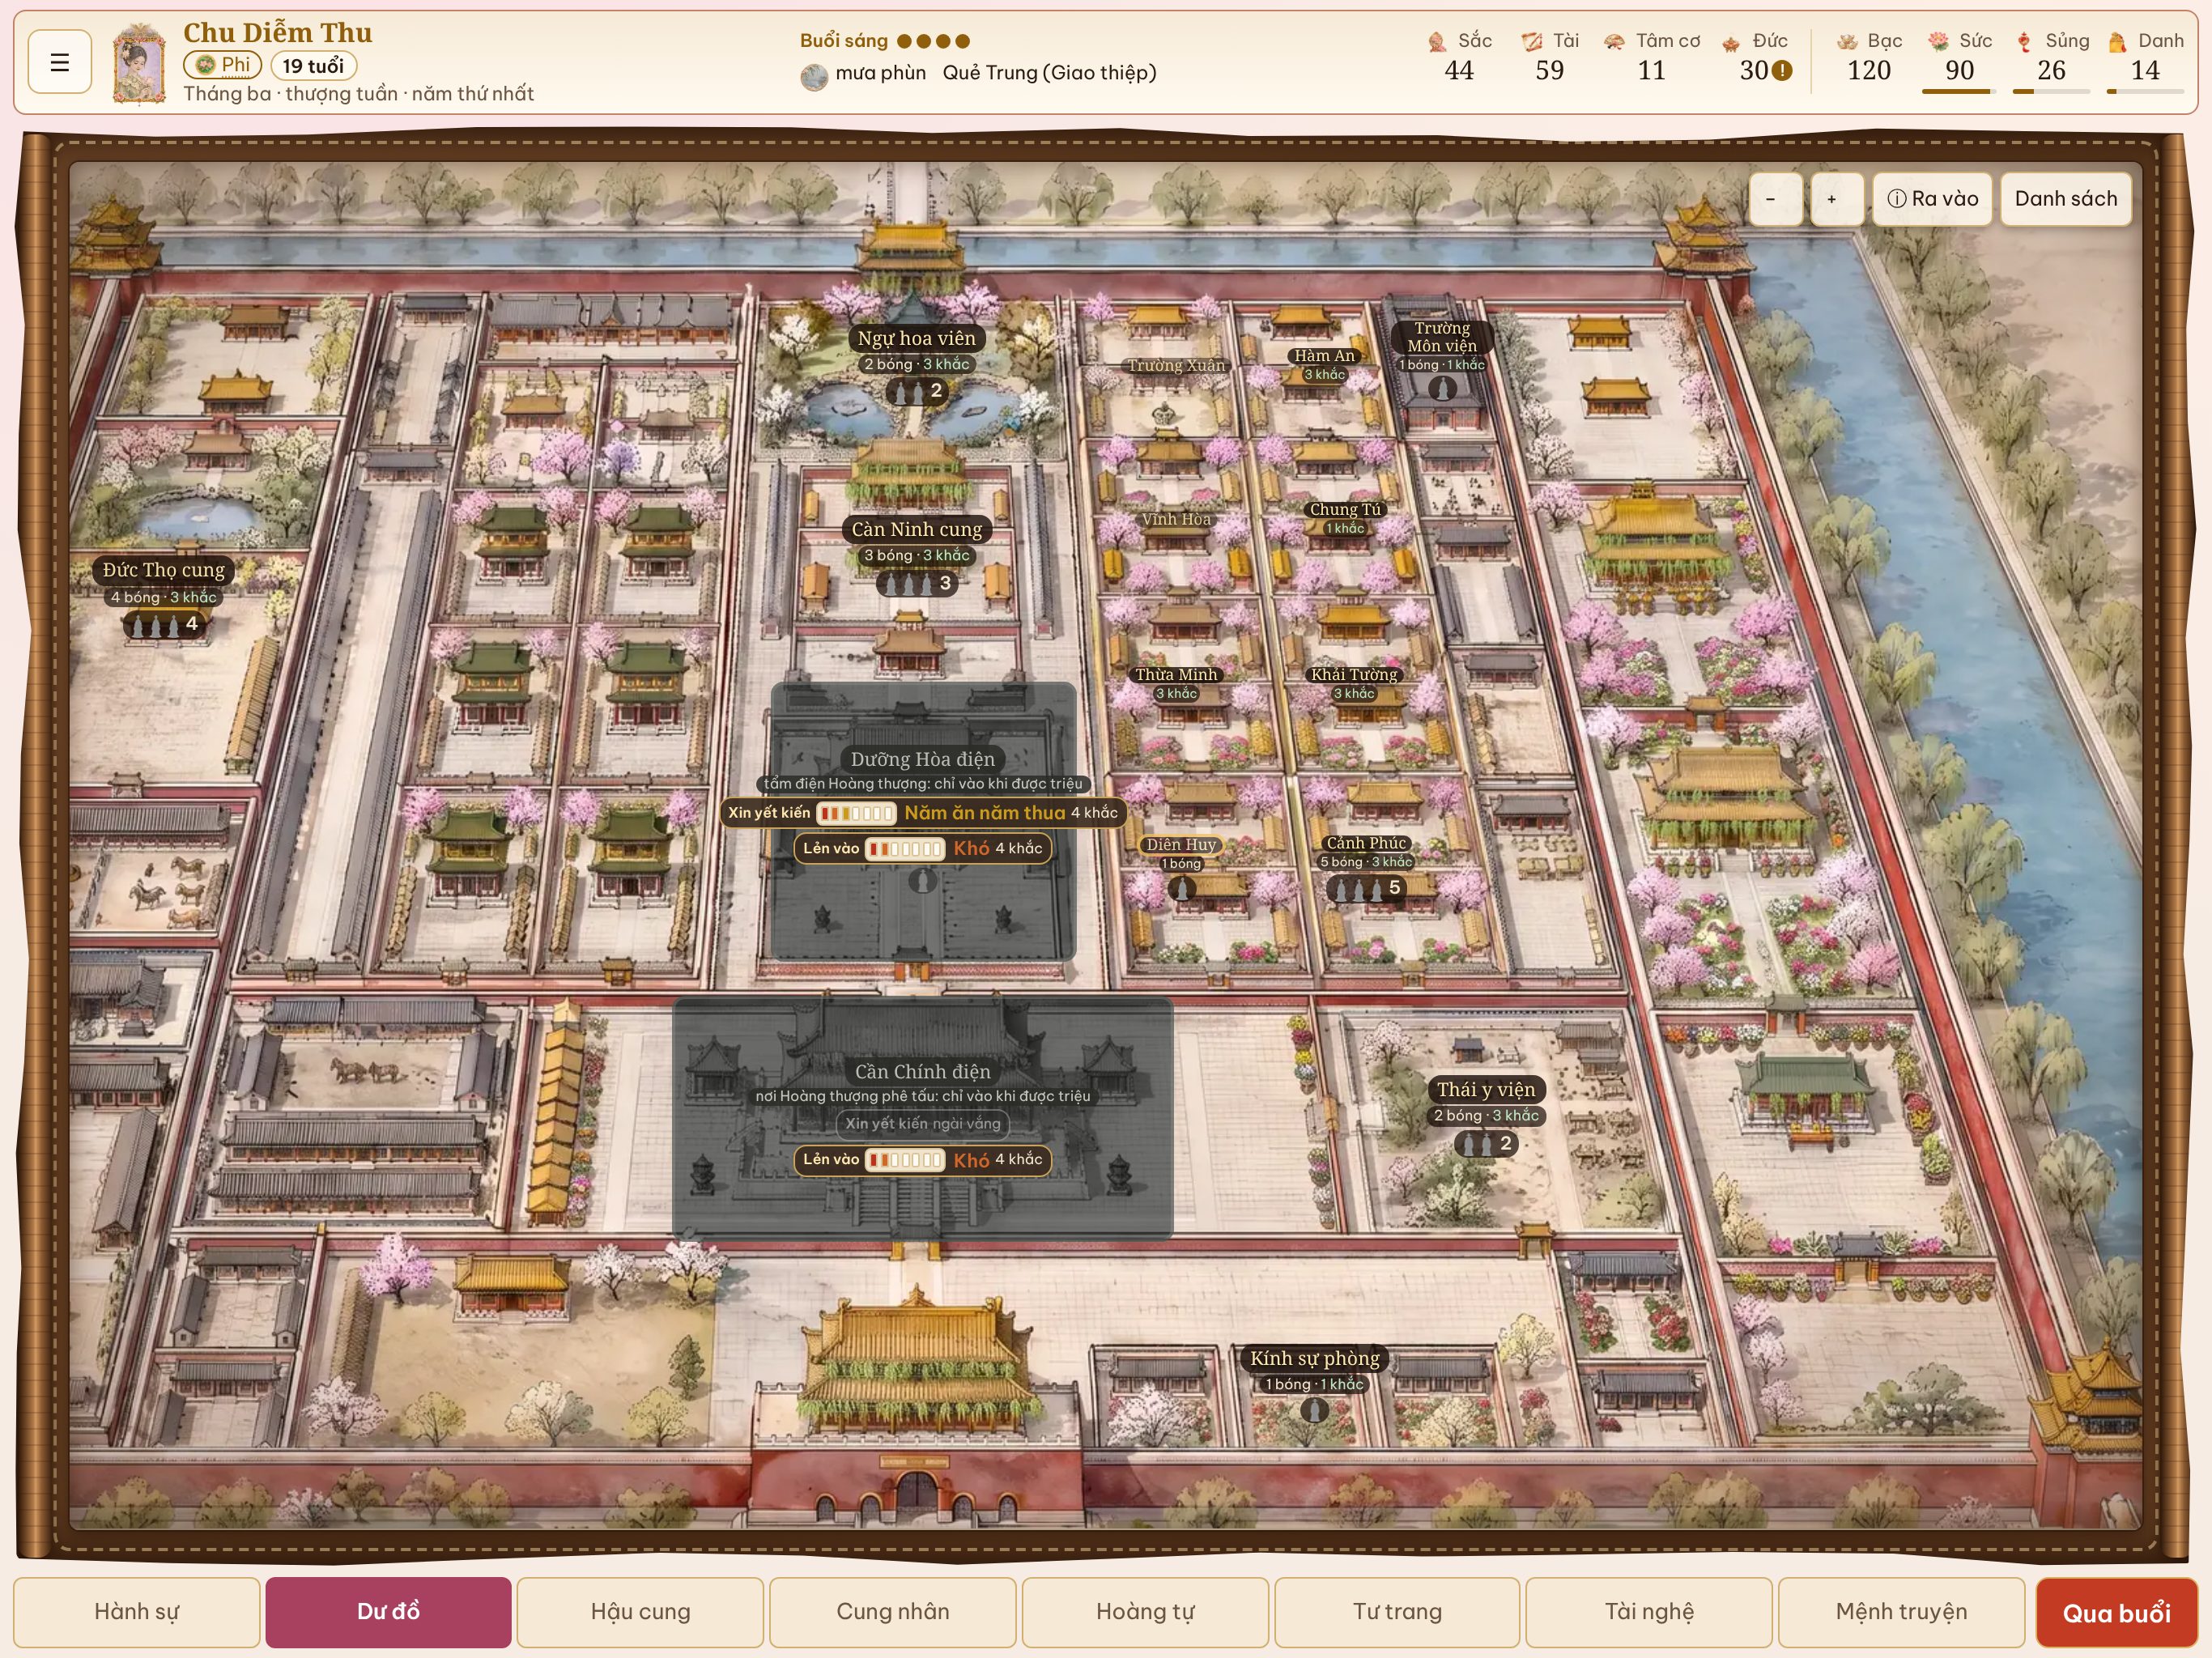 Chu Diễm Thu
Phi 19 tuổi
Tháng ba · thượng tuần · năm thứ nhất
Buổi sáng
mưa phùn Quẻ Trung (Giao thiệp)
Sắc Tài Tâm cơ Đức Bạc Sức Sủng Danh
44 59 11 30 ! 120 90 26 14
- + ⓘ Ra vào Danh sách
Ngự hoa viên
2 bóng · 3 khắc
2
Trường Xuân
Hàm An
3 khắc
Trường
Môn viện
1 bóng · 1 khắc
Càn Ninh cung
3 bóng · 3 khắc
3
Vĩnh Hòa
Chung Tú
1 khắc
Đức Thọ cung
4 bóng · 3 khắc
4
Thừa Minh
3 khắc
Khải Tường
3 khắc
Dưỡng Hòa điện
tẩm điện Hoàng thượng: chỉ vào khi được triệu
Xin yết kiến Năm ăn năm thua 4 khắc
Lẻn vào Khó 4 khắc
Diên Huy
1 bóng
Cảnh Phúc
5 bóng · 3 khắc
5
Cần Chính điện
nơi Hoàng thượng phê tấu: chỉ vào khi được triệu
Xin yết kiến ngài vắng
Lẻn vào Khó 4 khắc
Thái y viện
2 bóng · 3 khắc
2
Kính sự phòng
1 bóng · 1 khắc
Hành sự Dư đồ Hậu cung Cung nhân Hoàng tự Tư trang Tài nghệ Mệnh truyện Qua buổi